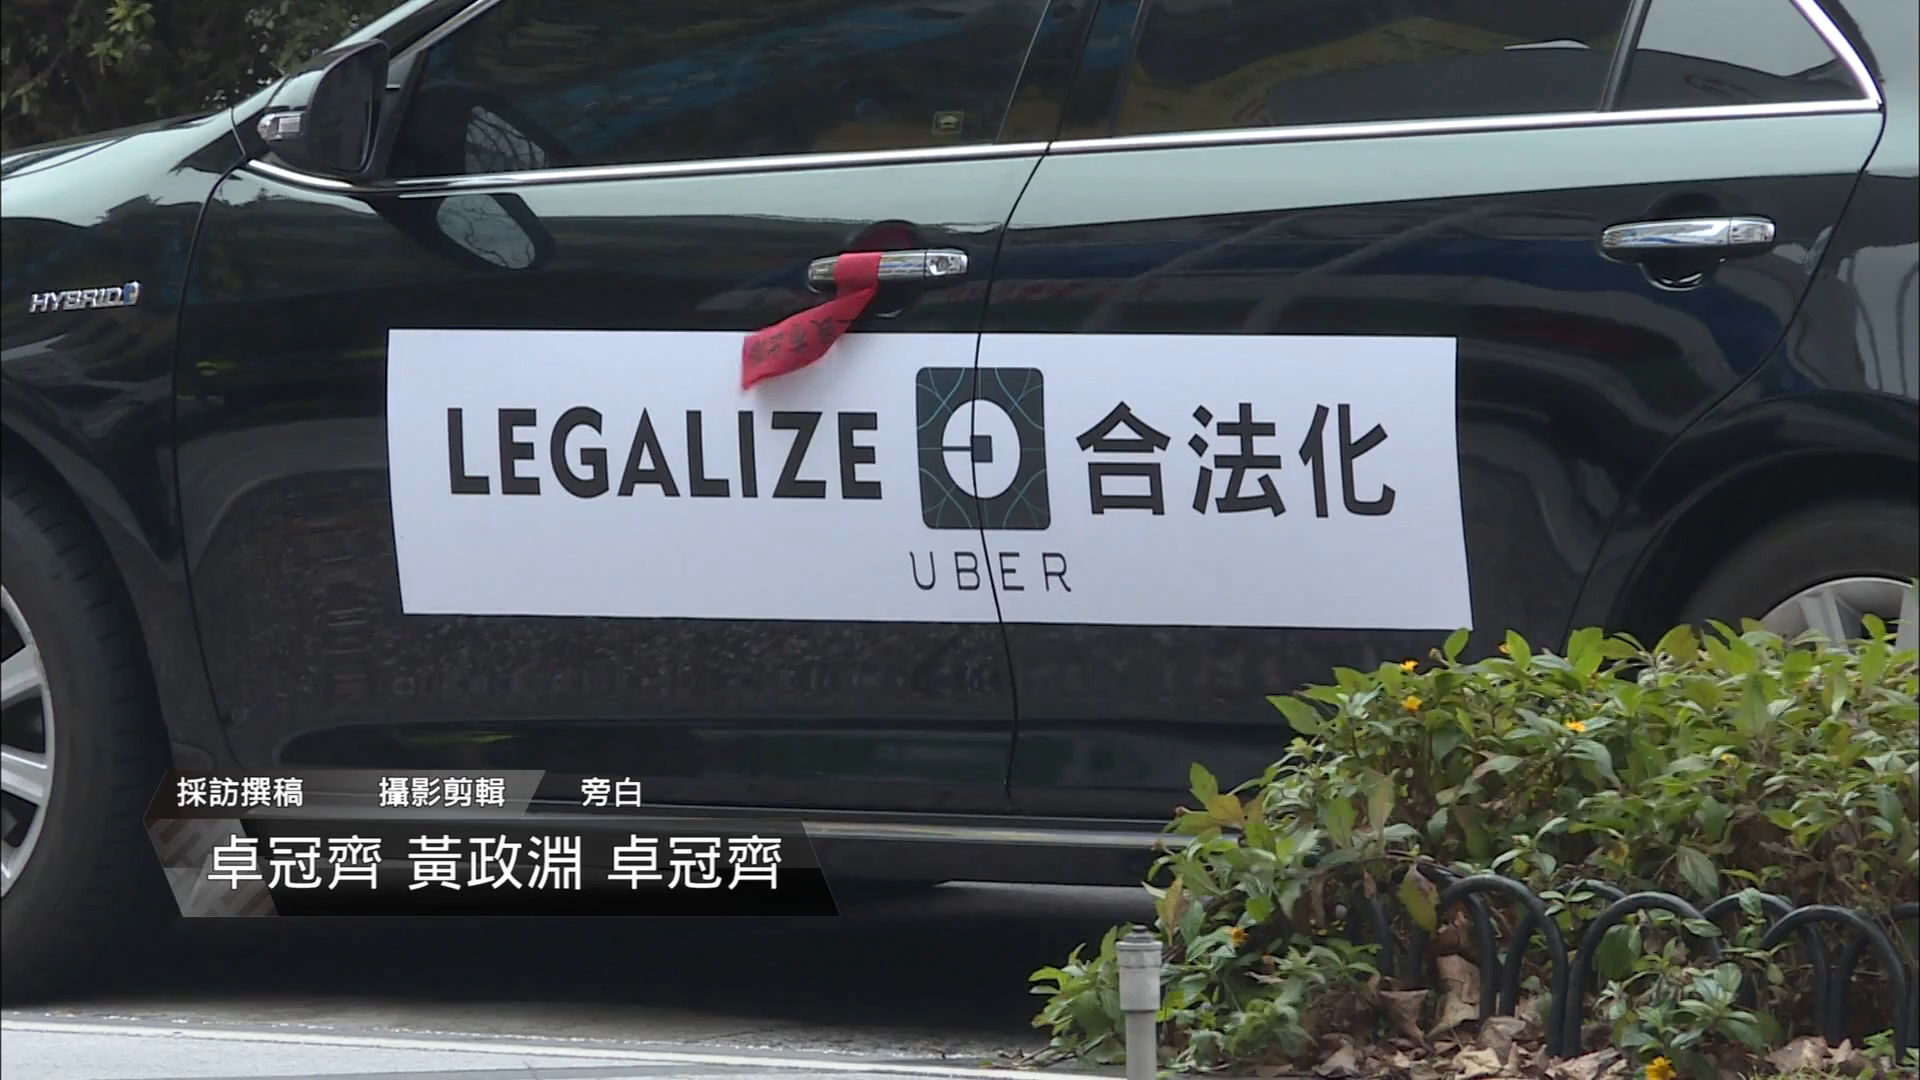 HYBRID
LEGALIZE 合法化
UBER
採訪撰稿 攝影剪輯 旁白
卓冠齊 黃政淵 卓冠齊